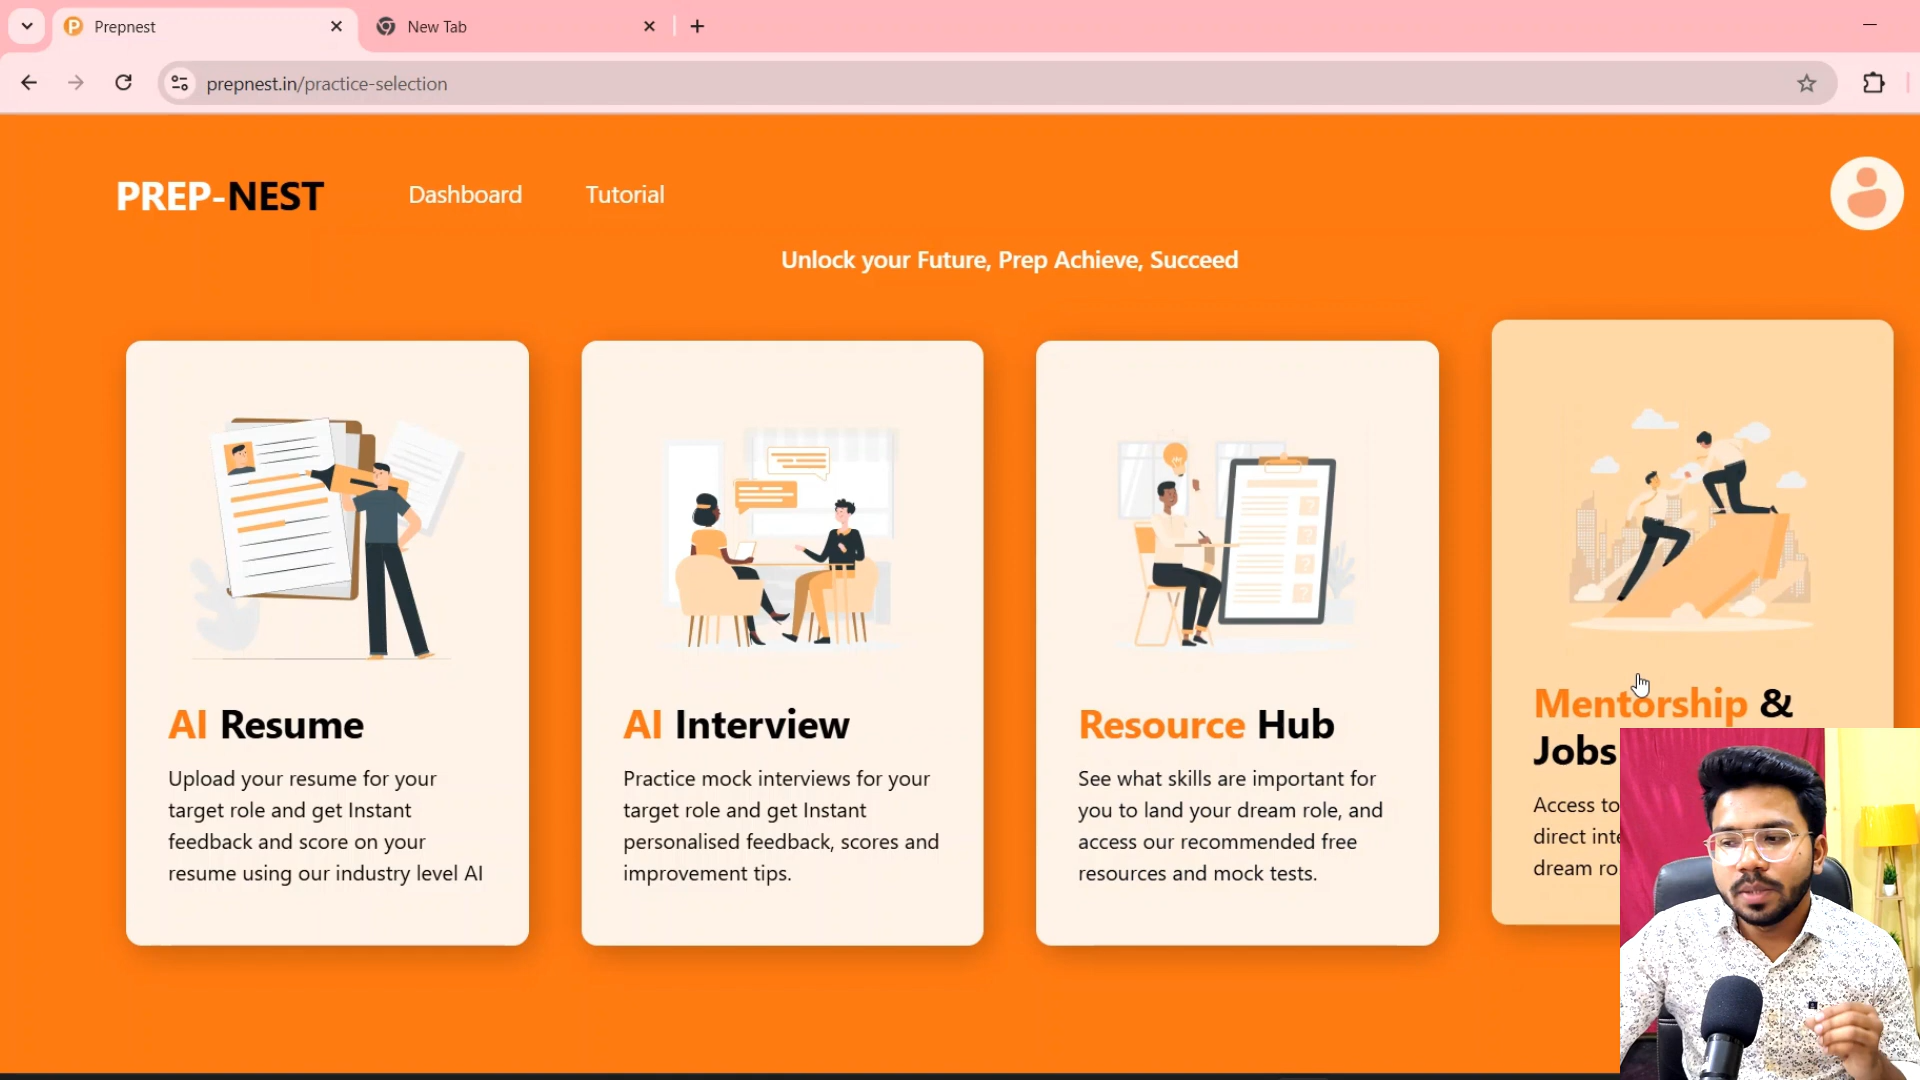 Prepnest
New Tab
prepnest.in/practice-selection
PREP-NEST
Dashboard
Tutorial
Unlock your Future, Prep Achieve, Succeed
AI Resume
Upload your resume for your
target role and get Instant
feedback and score on your
resume using our industry level AI
AI Interview
Practice mock interviews for your
target role and get Instant
personalised feedback, scores and
improvement tips.
Resource Hub
See what skills are important for
you to land your dream role, and
access our recommended free
resources and mock tests.
Mentorship &
Jobs
Access
direct
dream